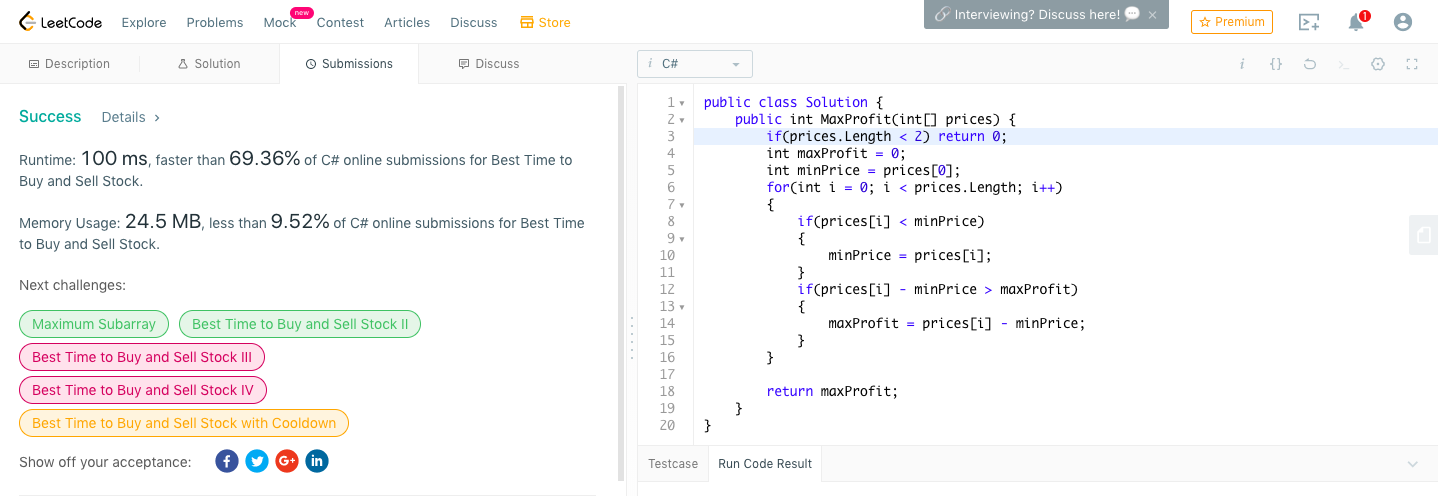 LeetCode Explore Problems Mock new Contest Articles Discuss Store Interviewing? Discuss here! × Premium 1
Description Solution Submissions Discuss i C# i {}
Success Details >
Runtime: 100 ms, faster than 69.36% of C# online submissions for Best Time to
Buy and Sell Stock.
Memory Usage: 24.5 MB, less than 9.52% of C# online submissions for Best Time
to Buy and Sell Stock.
Next challenges:
Maximum Subarray Best Time to Buy and Sell Stock II
Best Time to Buy and Sell Stock III
Best Time to Buy and Sell Stock IV
Best Time to Buy and Sell Stock with Cooldown
Show off your acceptance: f G+ in
1 public class Solution {
2     public int MaxProfit(int[] prices) {
3         if(prices.Length < 2) return 0;
4         int maxProfit = 0;
5         int minPrice = prices[0];
6         for(int i = 0; i < prices.Length; i++)
7         {
8             if(prices[i] < minPrice)
9             {
10                 minPrice = prices[i];
11             }
12             if(prices[i] - minPrice > maxProfit)
13             {
14                 maxProfit = prices[i] - minPrice;
15             }
16         }
17
18         return maxProfit;
19     }
20 }
Testcase Run Code Result